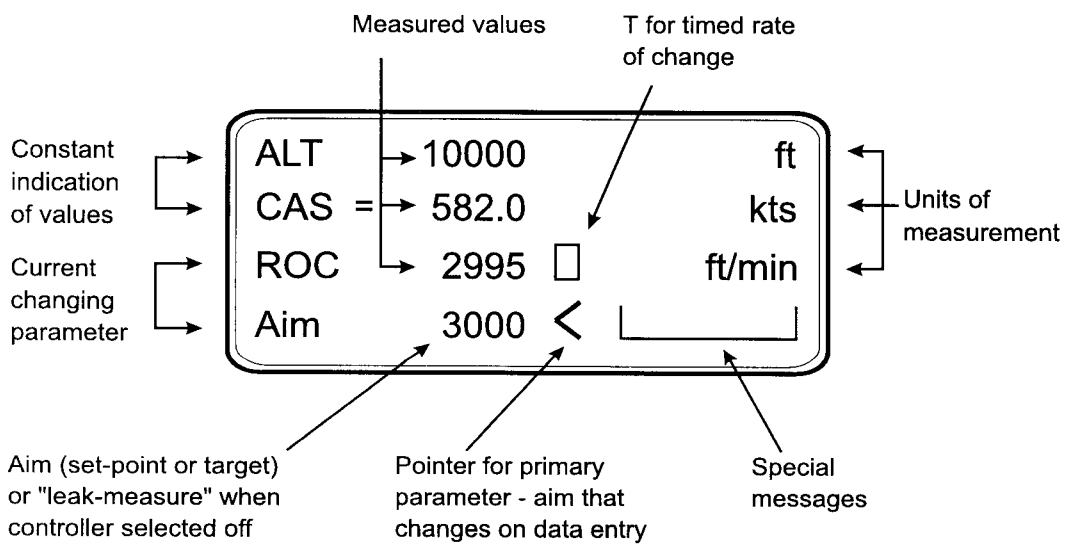 Measured values
T for timed rate
of change
Constant
indication
of values
Current
changing
parameter
ALT 10000 ft
CAS = 582.0 kts
ROC 2995 ft/min
Aim 3000 <
Units of
measurement
Aim (set-point or target)
or "leak-measure" when
controller selected off
Pointer for primary
parameter - aim that
changes on data entry
Special
messages